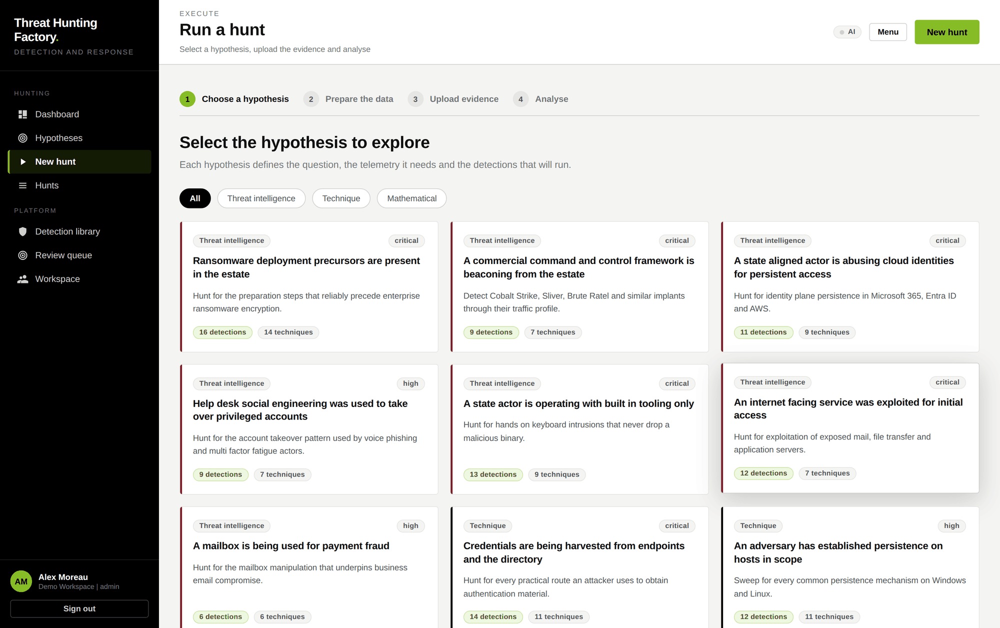 Threat Hunting
Factory.
DETECTION AND RESPONSE
HUNTING
Dashboard
Hypotheses
New hunt
Hunts
PLATFORM
Detection library
Review queue
Workspace
AM
Alex Moreau
Demo Workspace | admin
Sign out
EXECUTE
Run a hunt
Select a hypothesis, upload the evidence and analyse
AI
Menu
New hunt
1 Choose a hypothesis 2 Prepare the data 3 Upload evidence 4 Analyse
Select the hypothesis to explore
Each hypothesis defines the question, the telemetry it needs and the detections that will run.
All Threat intelligence Technique Mathematical
Threat intelligence critical
Ransomware deployment precursors are present
in the estate
Hunt for the preparation steps that reliably precede enterprise
ransomware encryption.
16 detections 14 techniques
Threat intelligence critical
A commercial command and control framework is
beaconing from the estate
Detect Cobalt Strike, Sliver, Brute Ratel and similar implants
through their traffic profile.
9 detections 7 techniques
Threat intelligence critical
A state aligned actor is abusing cloud identities
for persistent access
Hunt for identity plane persistence in Microsoft 365, Entra ID
and AWS.
11 detections 9 techniques
Threat intelligence high
Help desk social engineering was used to take
over privileged accounts
Hunt for the account takeover pattern used by voice phishing
and multi factor fatigue actors.
9 detections 7 techniques
Threat intelligence critical
A state actor is operating with built in tooling only
Hunt for hands on keyboard intrusions that never drop a
malicious binary.
13 detections 9 techniques
Threat intelligence critical
An internet facing service was exploited for initial
access
Hunt for exploitation of exposed mail, file transfer and
application servers.
12 detections 7 techniques
Threat intelligence high
A mailbox is being used for payment fraud
Hunt for the mailbox manipulation that underpins business
email compromise.
6 detections 6 techniques
Technique critical
Credentials are being harvested from endpoints
and the directory
Hunt for every practical route an attacker uses to obtain
authentication material.
14 detections 11 techniques
Technique high
An adversary has established persistence on
hosts in scope
Sweep for every common persistence mechanism on Windows
and Linux.
12 detections 11 techniques